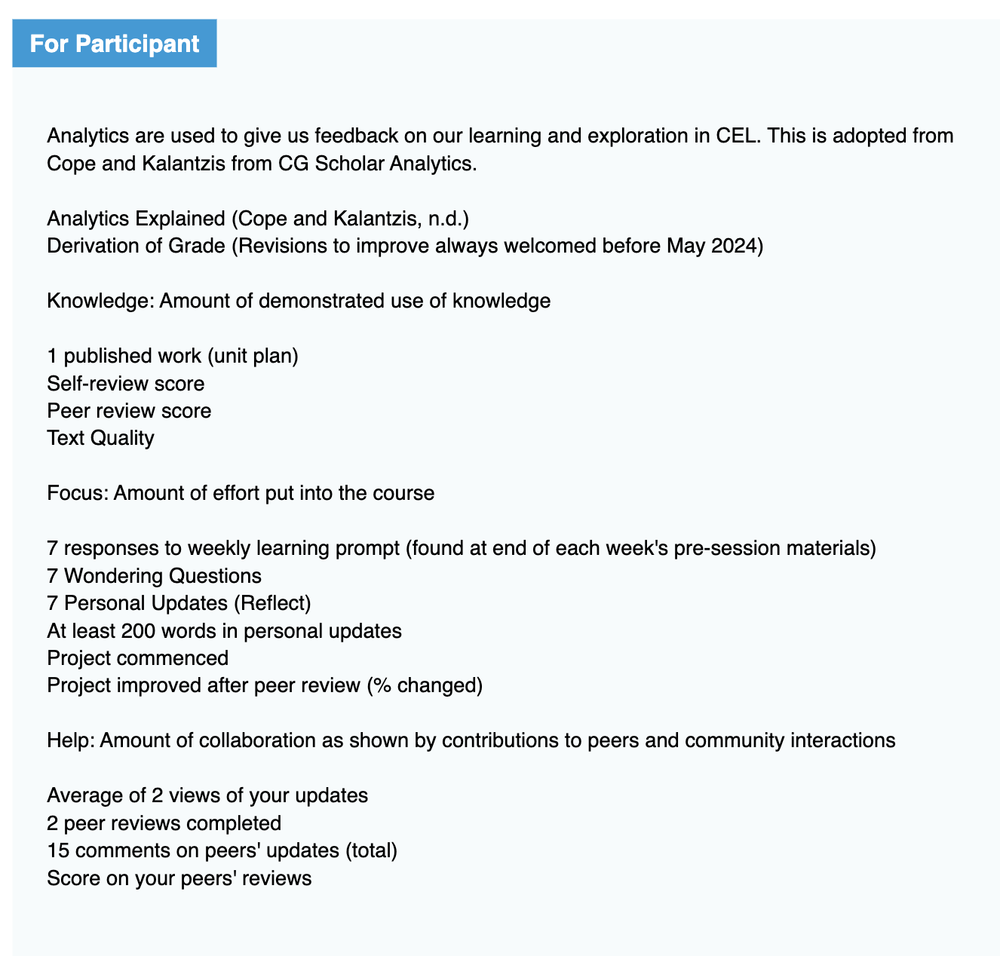 For Participant
Analytics are used to give us feedback on our learning and exploration in CEL. This is adopted from
Cope and Kalantzis from CG Scholar Analytics.
Analytics Explained (Cope and Kalantzis, n.d.)
Derivation of Grade (Revisions to improve always welcomed before May 2024)
Knowledge: Amount of demonstrated use of knowledge
1 published work (unit plan)
Self-review score
Peer review score
Text Quality
Focus: Amount of effort put into the course
7 responses to weekly learning prompt (found at end of each week's pre-session materials)
7 Wondering Questions
7 Personal Updates (Reflect)
At least 200 words in personal updates
Project commenced
Project improved after peer review (% changed)
Help: Amount of collaboration as shown by contributions to peers and community interactions
Average of 2 views of your updates
2 peer reviews completed
15 comments on peers' updates (total)
Score on your peers' reviews